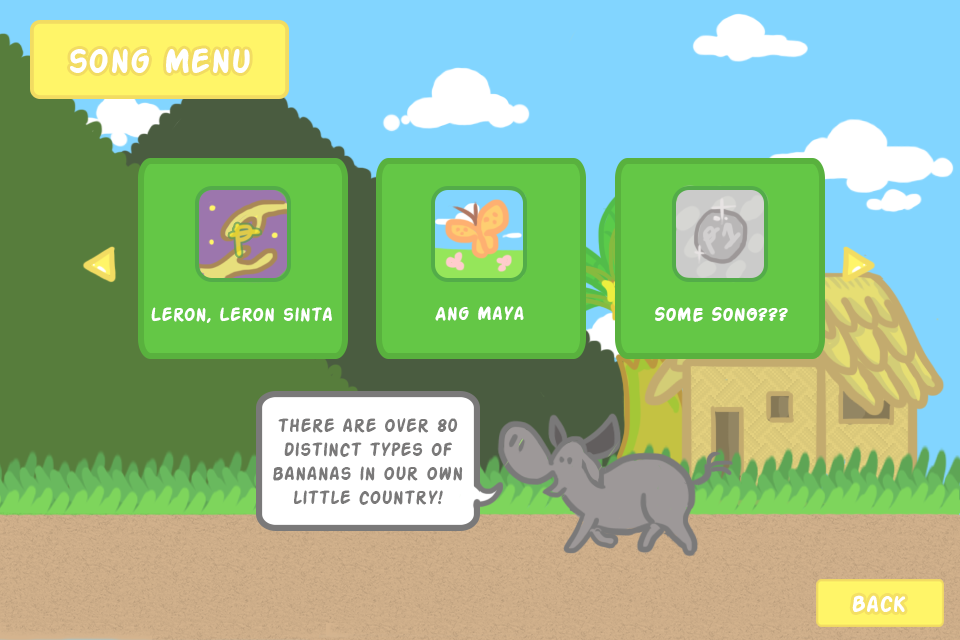 SONG MENU
LERON, LERON SINTA
ANG MAYA
SOME SONG???
THERE ARE OVER 80
DISTINCT TYPES OF
BANANAS IN OUR OWN
LITTLE COUNTRY!
BACK